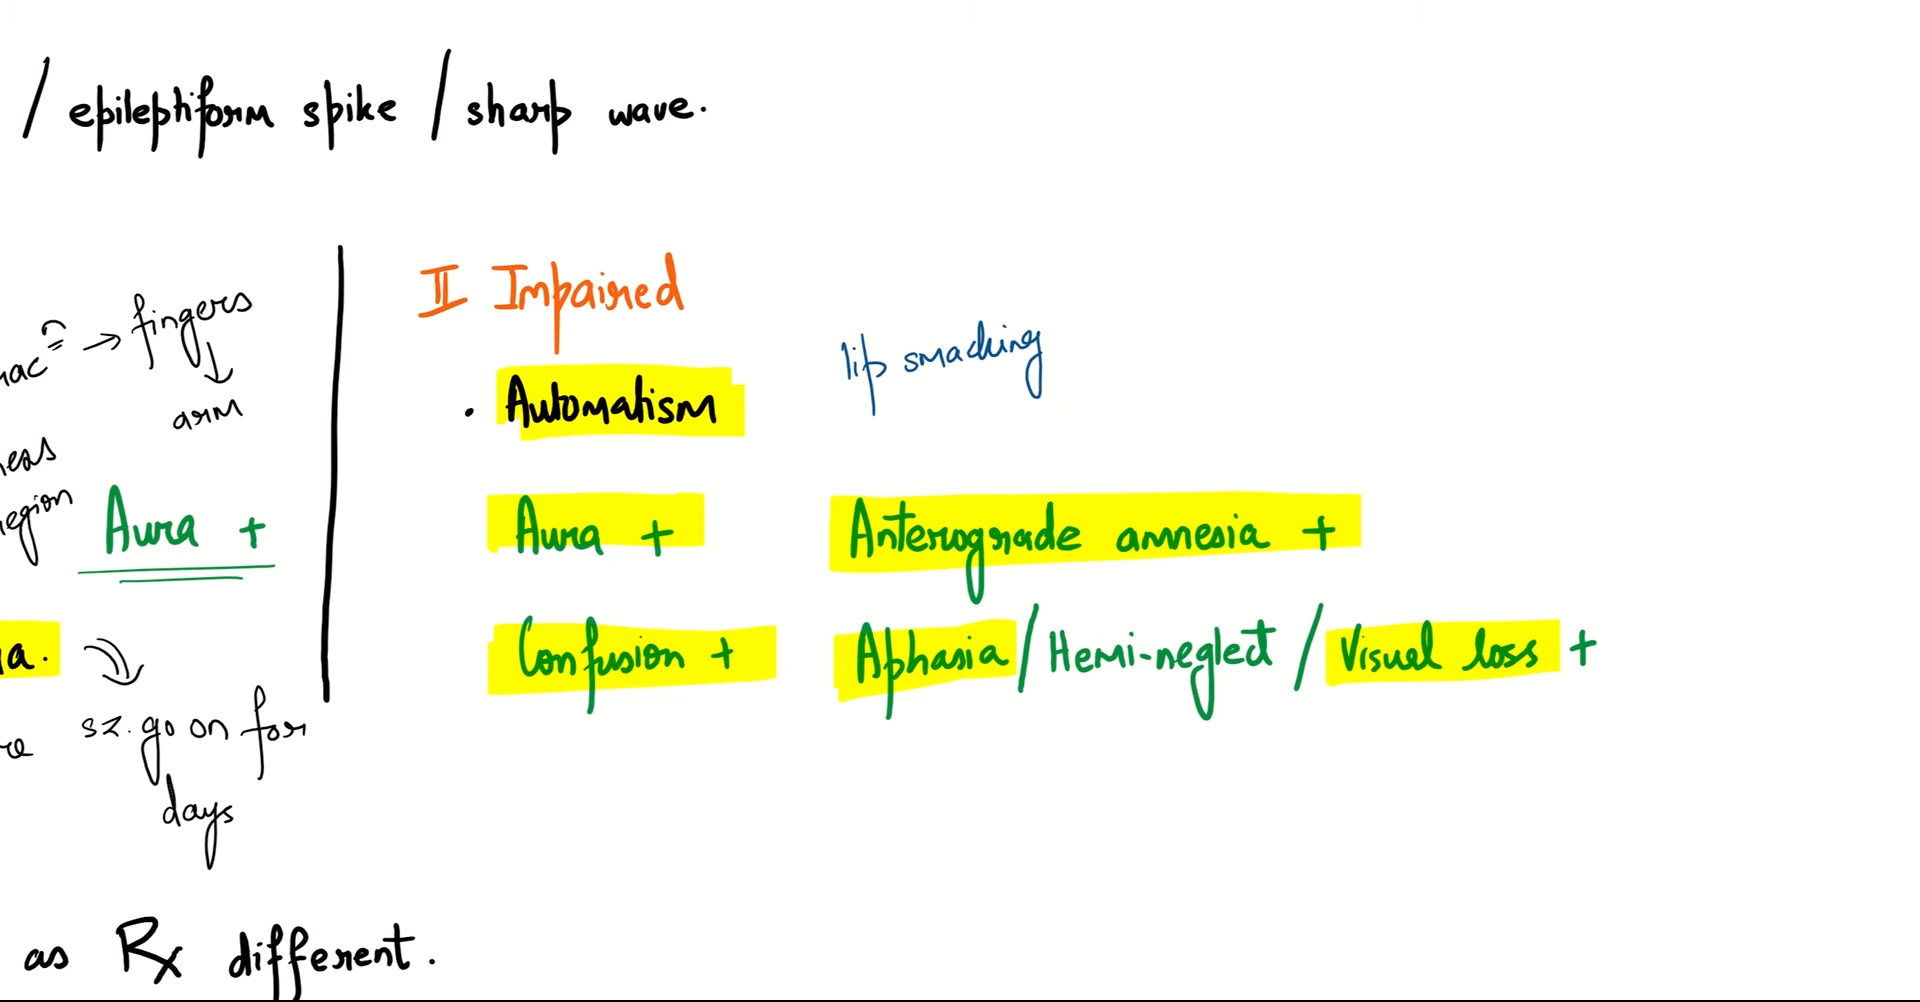 / epileptiform spike / sharp wave.
→ fingers
↓
arm
region
Aura +
sz. go on for
days
II Impaired
lip smacking
. Automatism
Aura + Anterograde amnesia +
Confusion + Aphasia / Hemi-neglect / Visual loss +
as Rx different.